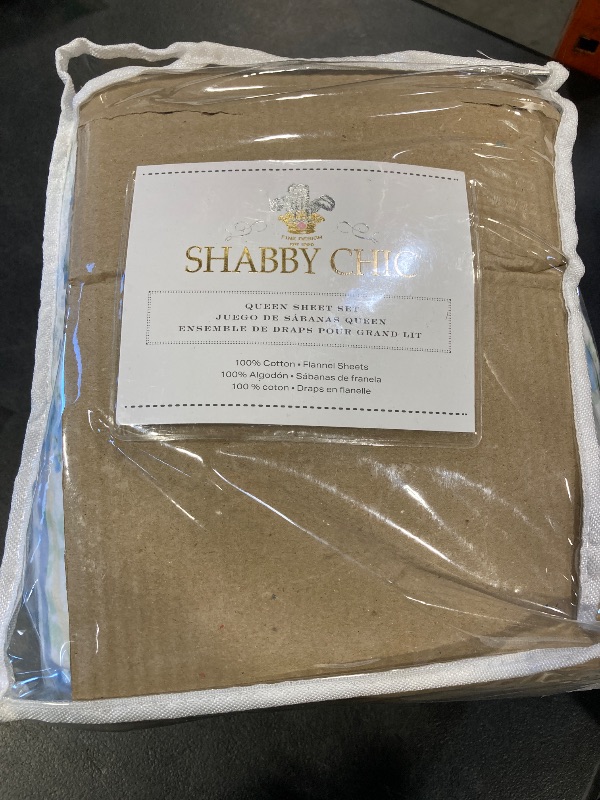 SHABBY CHIC
QUEEN SHEET SET
JUEGO DE SÁBANAS QUEEN
ENSEMBLE DE DRAPS POUR GRAND LIT
100% Cotton • Flannel Sheets
100% Algodón • Sábanas de franela
100 % coton • Draps en flanelle